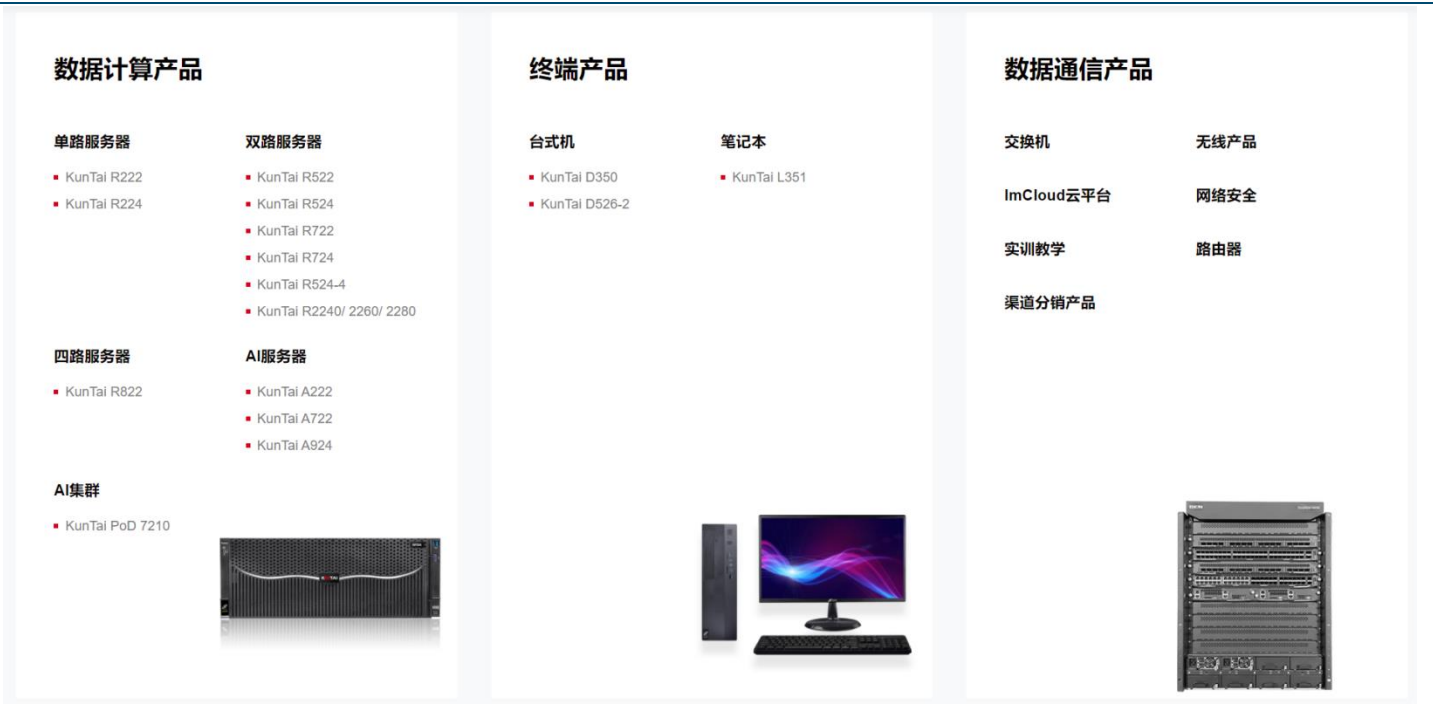 数据计算产品
单路服务器
KunTai R222
KunTai R224
双路服务器
KunTai R522
KunTai R524
KunTai R722
KunTai R724
KunTai R524-4
KunTai R2240/ 2260/ 2280
四路服务器
KunTai R822
AI服务器
KunTai A222
KunTai A722
KunTai A924
AI集群
KunTai PoD 7210
终端产品
台式机
KunTai D350
KunTai D526-2
笔记本
KunTai L351
数据通信产品
交换机
无线产品
ImCloud云平台
网络安全
实训教学
路由器
渠道分销产品